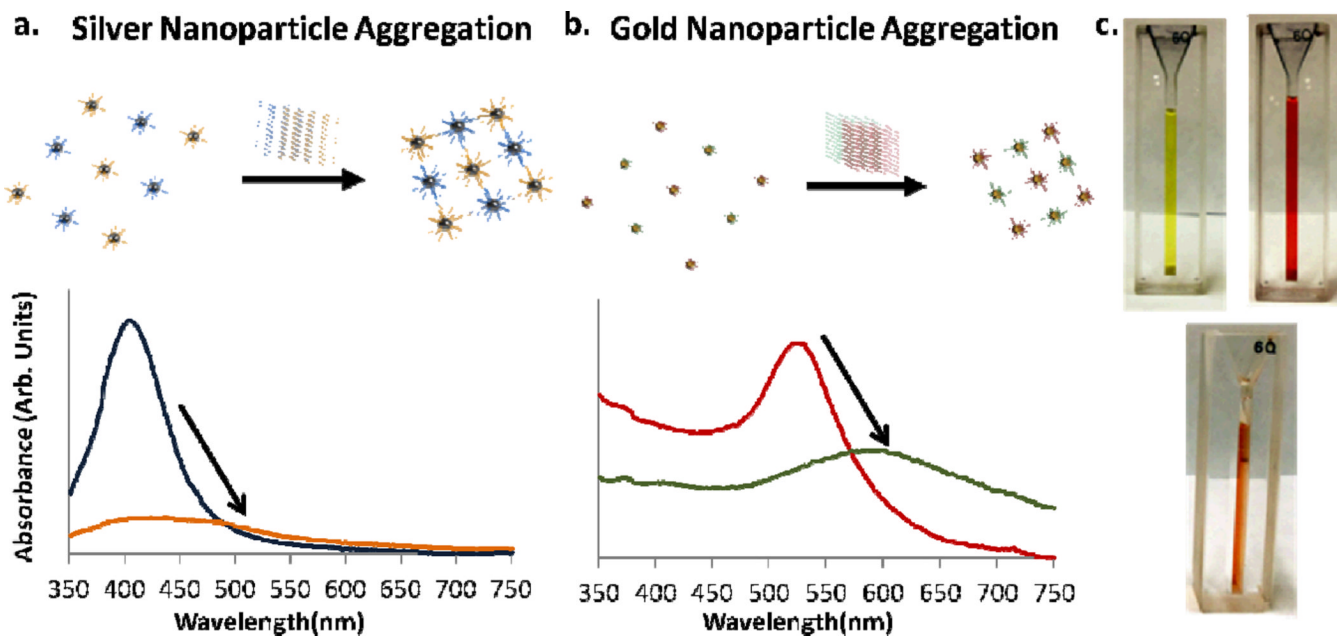 a. Silver Nanoparticle Aggregation
b. Gold Nanoparticle Aggregation
c.
6Q
6Q
6Q
Absorbance (Arb. Units)
350 400 450 500 550 600 650 700 750
Wavelength(nm)
350 400 450 500 550 600 650 700 750
Wavelength(nm)